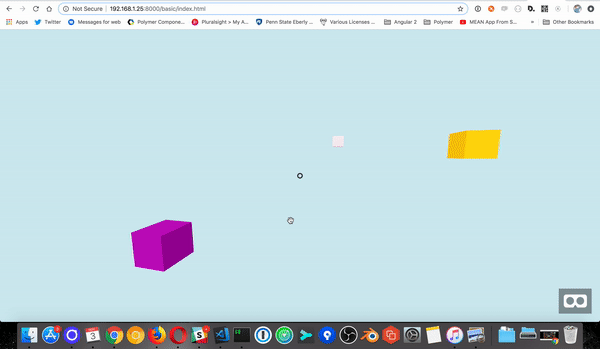 Not Secure | 192.168.1.25:8000/basic/index.html
Apps Twitter Messages for web Polymer Compone… Pluralsight > My A… Penn State Eberly … Various Licenses … Angular 2 Polymer MEAN App From S… » Other Bookmarks
3